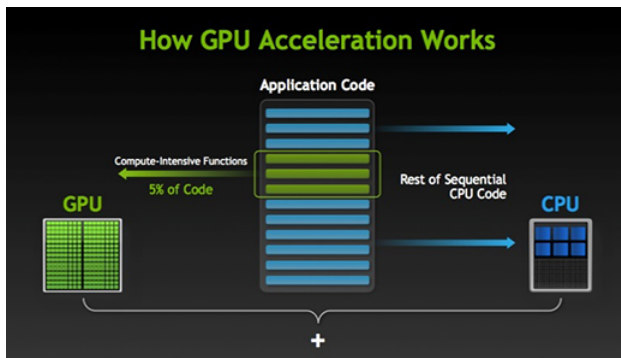 How GPU Acceleration Works
Application Code
Compute-Intensive Functions
5% of Code
Rest of Sequential
CPU Code
GPU
CPU
+